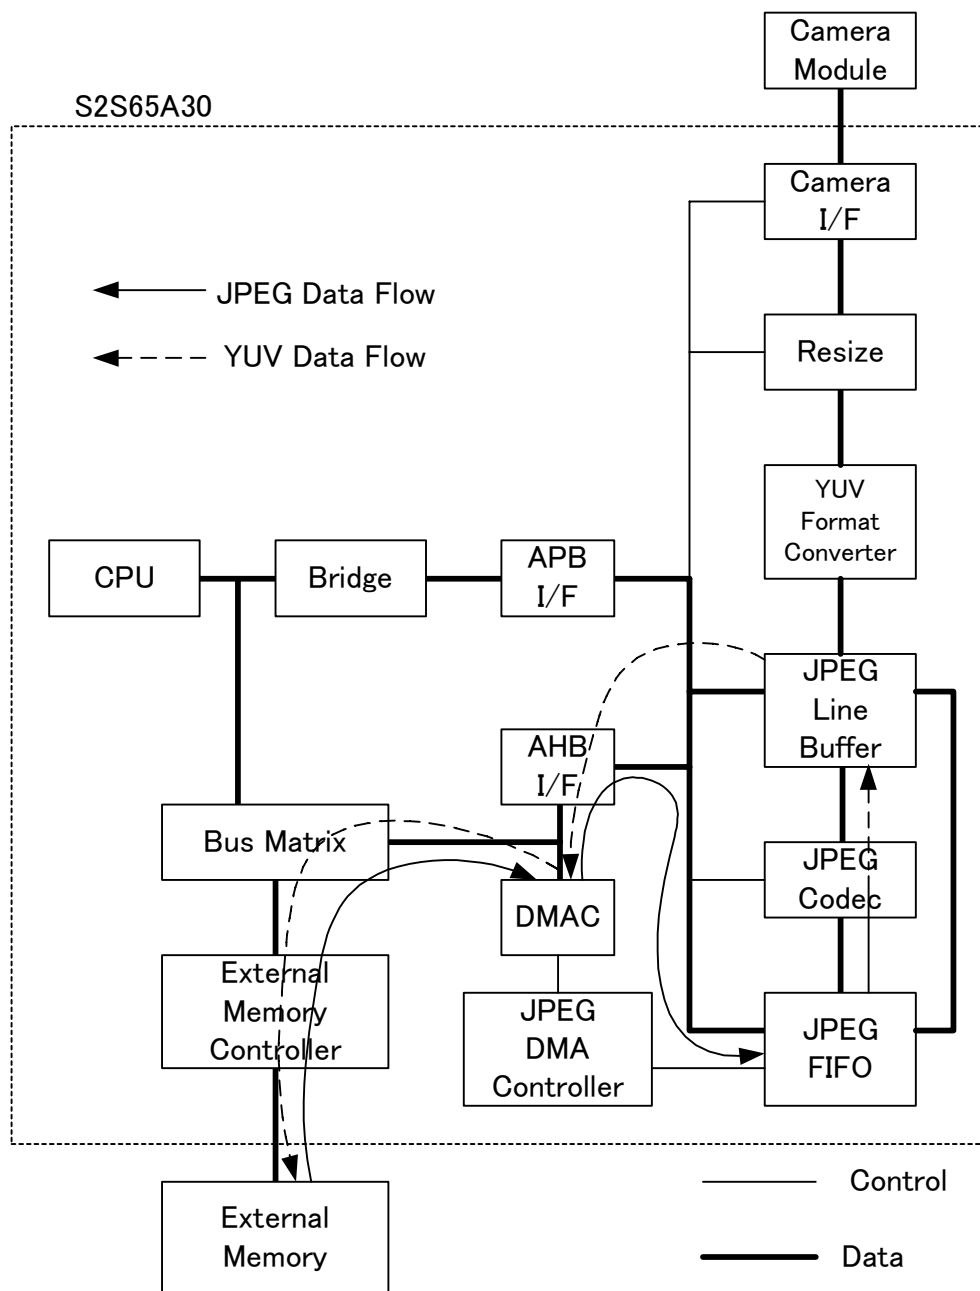 Camera
Module
S2S65A30
Camera
I/F
JPEG Data Flow
YUV Data Flow
Resize
YUV
Format
Converter
CPU
Bridge
APB
I/F
JPEG
Line
Buffer
AHB
I/F
Bus Matrix
JPEG
Codec
DMAC
External
Memory
Controller
JPEG
DMA
Controller
JPEG
FIFO
Control
External
Memory
Data